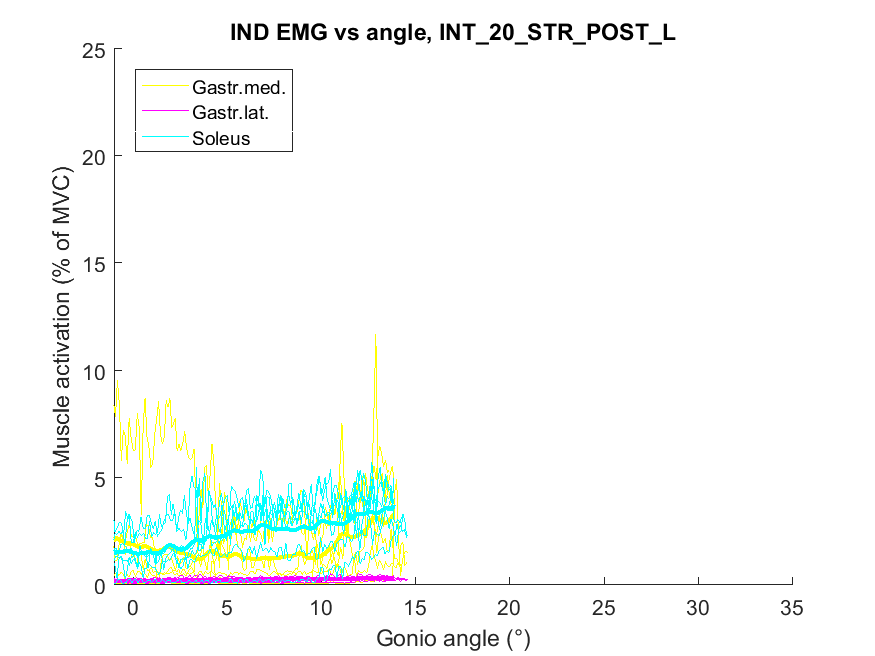 IND EMG vs angle, INT_20_STR_POST_L
25
20
15
10
5
0
Muscle activation (% of MVC)
Gastr.med.
Gastr.lat.
Soleus
0 5 10 15 20 25 30 35
Gonio angle (°)